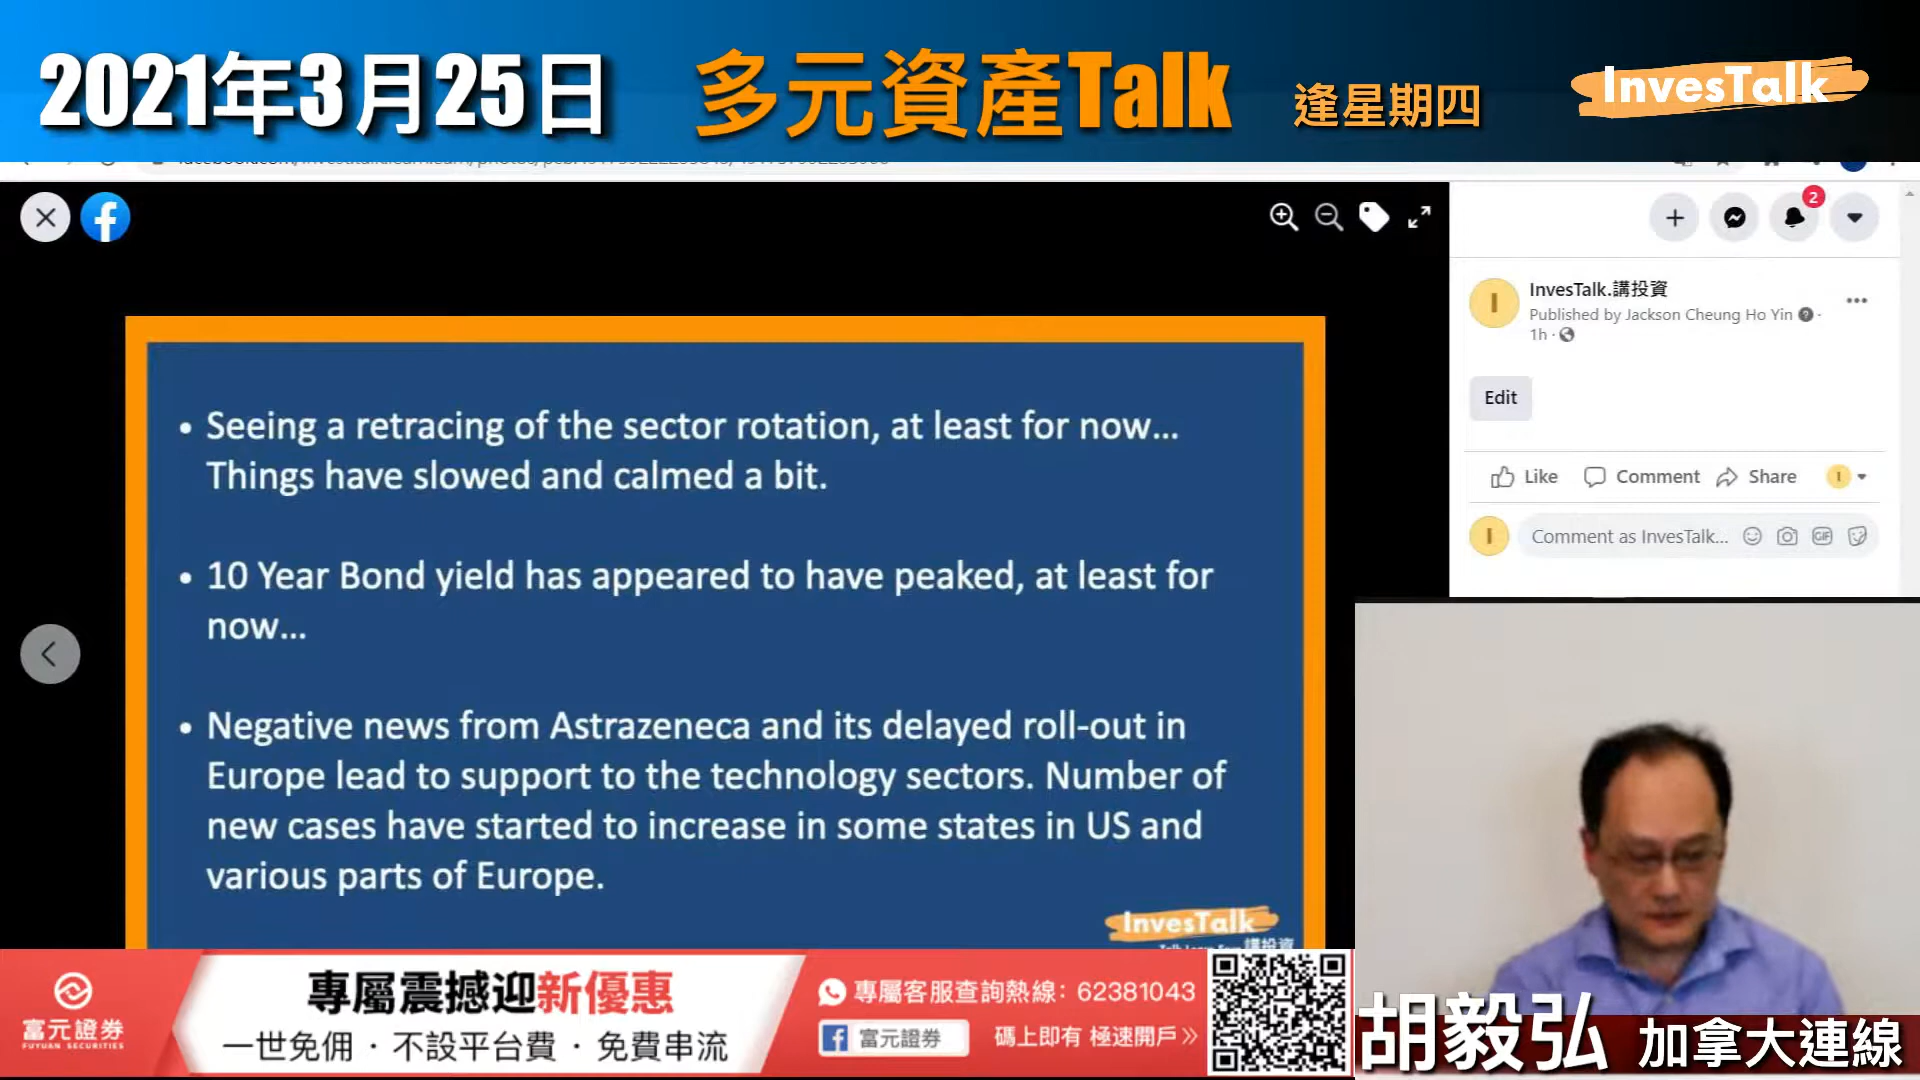 2021年3月25日
多元資產Talk
逢星期四
InvesTalk
2
InvesTalk.講投資
Published by Jackson Cheung Ho Yin
1h
Edit
Like Comment Share
Comment as InvesTalk...
GIF
• Seeing a retracing of the sector rotation, at least for now...
Things have slowed and calmed a bit.
• 10 Year Bond yield has appeared to have peaked, at least for
now...
• Negative news from Astrazeneca and its delayed roll-out in
Europe lead to support to the technology sectors. Number of
new cases have started to increase in some states in US and
various parts of Europe.
InvesTalk
富元證券
FUYUAN SECURITIES
專屬震撼迎新優惠
一世免佣 · 不設平台費 · 免費串流
專屬客服查詢熱線: 62381043
富元證券
碼上即有 極速開戶
胡毅弘 加拿大連線